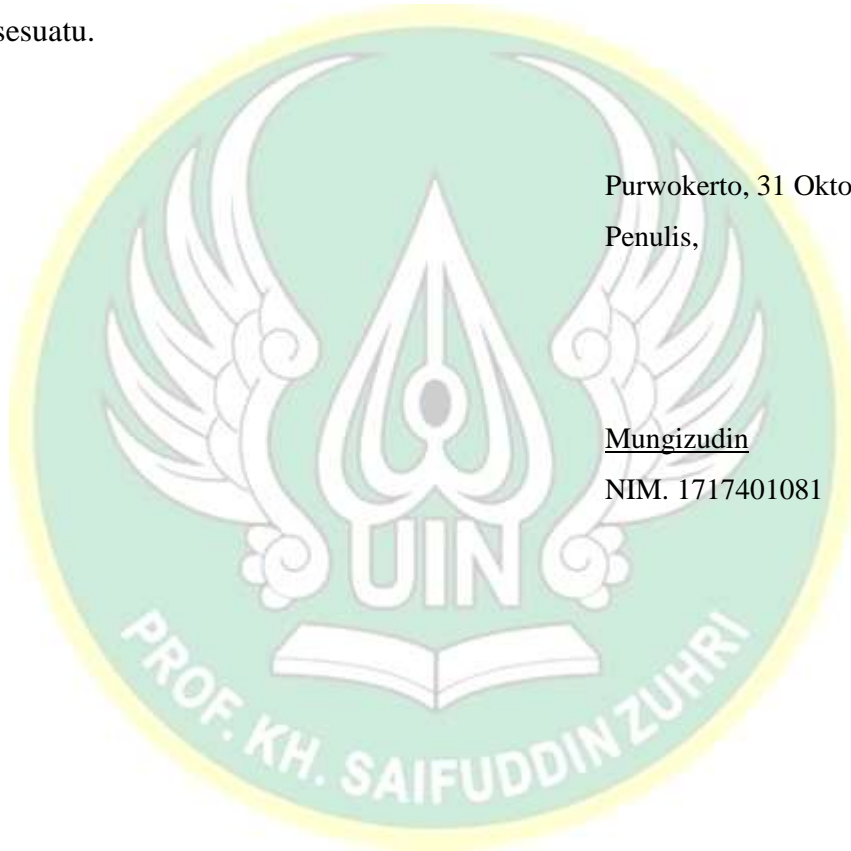 sesuatu.
Purwokerto, 31 Okto
Penulis,
Mungizudin
NIM. 1717401081
UIN
PROF. KH. SAIFUDDIN ZUHRI